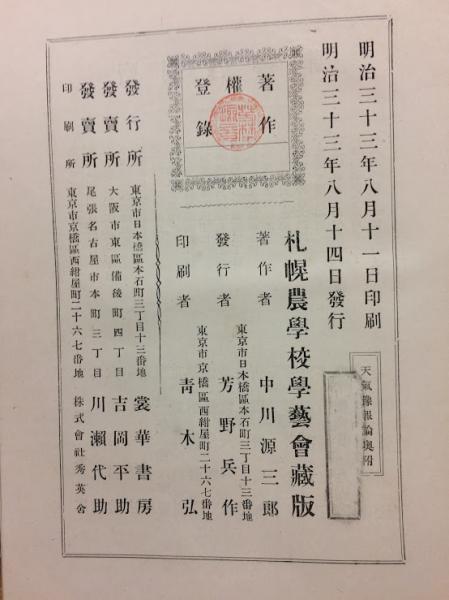 明治三十三年八月十一日印刷
明治三十三年八月十四日發行
天氣豫報論奧附
著作
權
登錄
札幌農學校學藝會藏版
著作者 中川源三郎
東京市日本橋區本石町三丁目十三番地
發行者 芳野兵作
東京市京橋區西紺屋町二十六七番地
印刷者 靑木弘
發行所 東京市日本橋區本石町三丁目十三番地 裳華書房
發賣所 大阪市東區備後町四丁目 吉岡平助
發賣所 尾張名古屋市本町三丁目 川瀨代助
印刷所 東京市京橋區西紺屋町二十六七番地 株式會社秀英舍